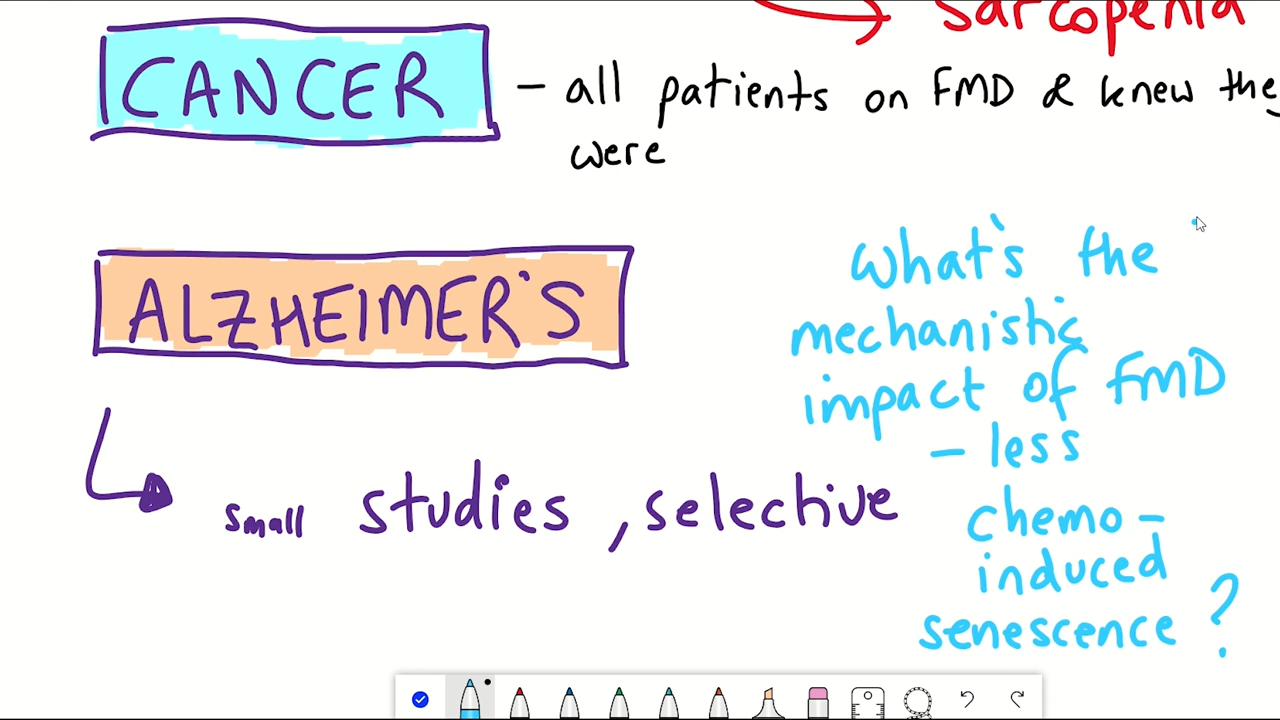 Sarcopenia
CANCER
- all patients on FMD & knew they
were
ALZHEIMER'S
What's the
mechanistic
impact of FMD
- less
chemo-
induced
senescence ?
small studies, selective